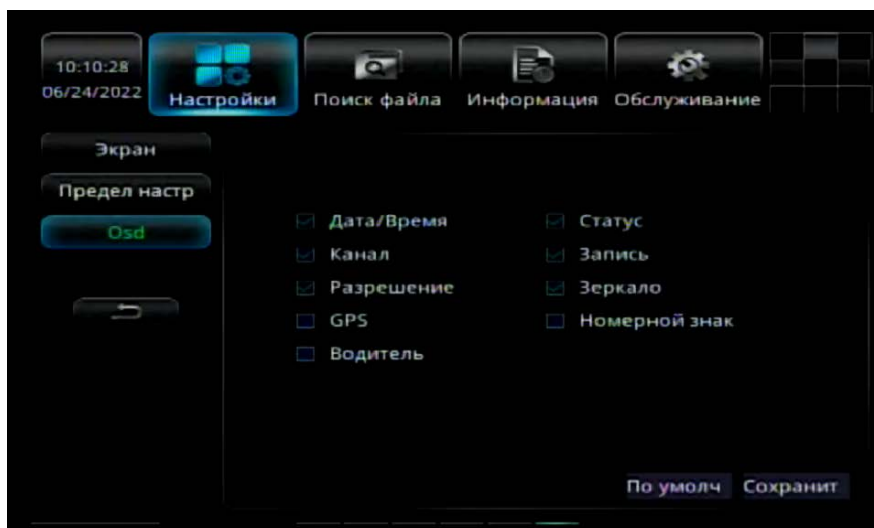 10:10:28
06/24/2022
Настройки
Поиск файла
Информация
Обслуживание
Экран
Предел настр
Osd
Дата/Время
Статус
Канал
Запись
Разрешение
Зеркало
GPS
Номерной знак
Водитель
По умолч
Сохранит